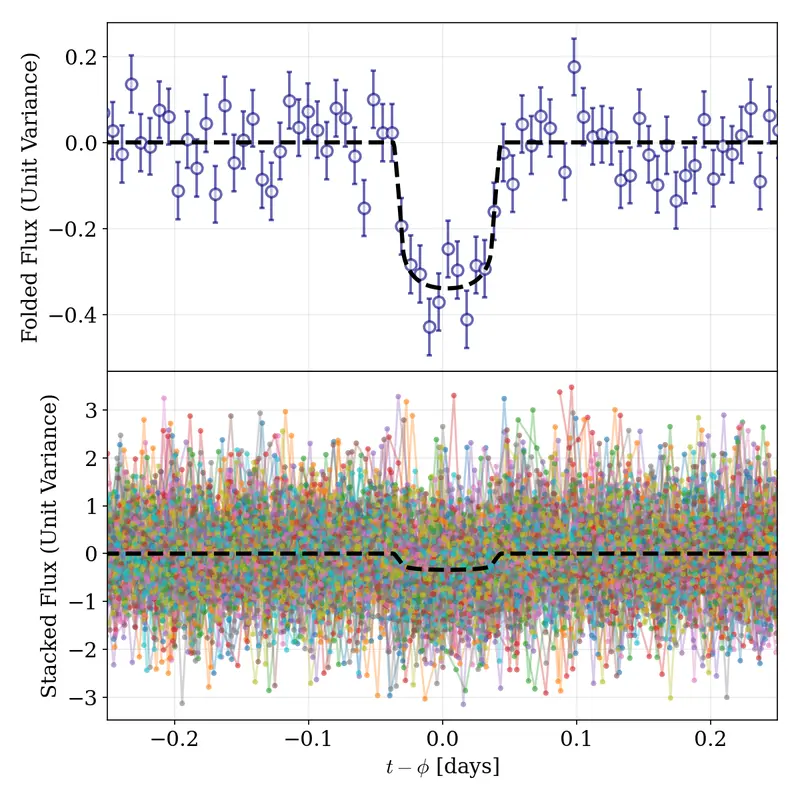 Folded Flux (Unit Variance)
0.2
0.0
−0.2
−0.4
Stacked Flux (Unit Variance)
3
2
1
0
−1
−2
−3
−0.2 −0.1 0.0 0.1 0.2
t − ϕ [days]